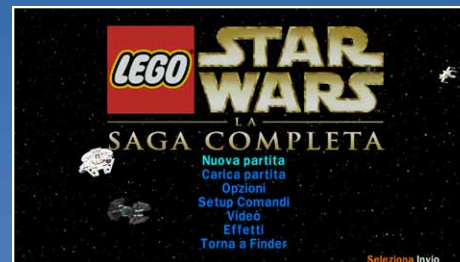 LEGO
STAR
WARS
LA
SAGA COMPLETA
Nuova partita
Carica partita
Opzioni
Setup Comandi
Video
Effetti
Torna a Finder
Seleziona Invio